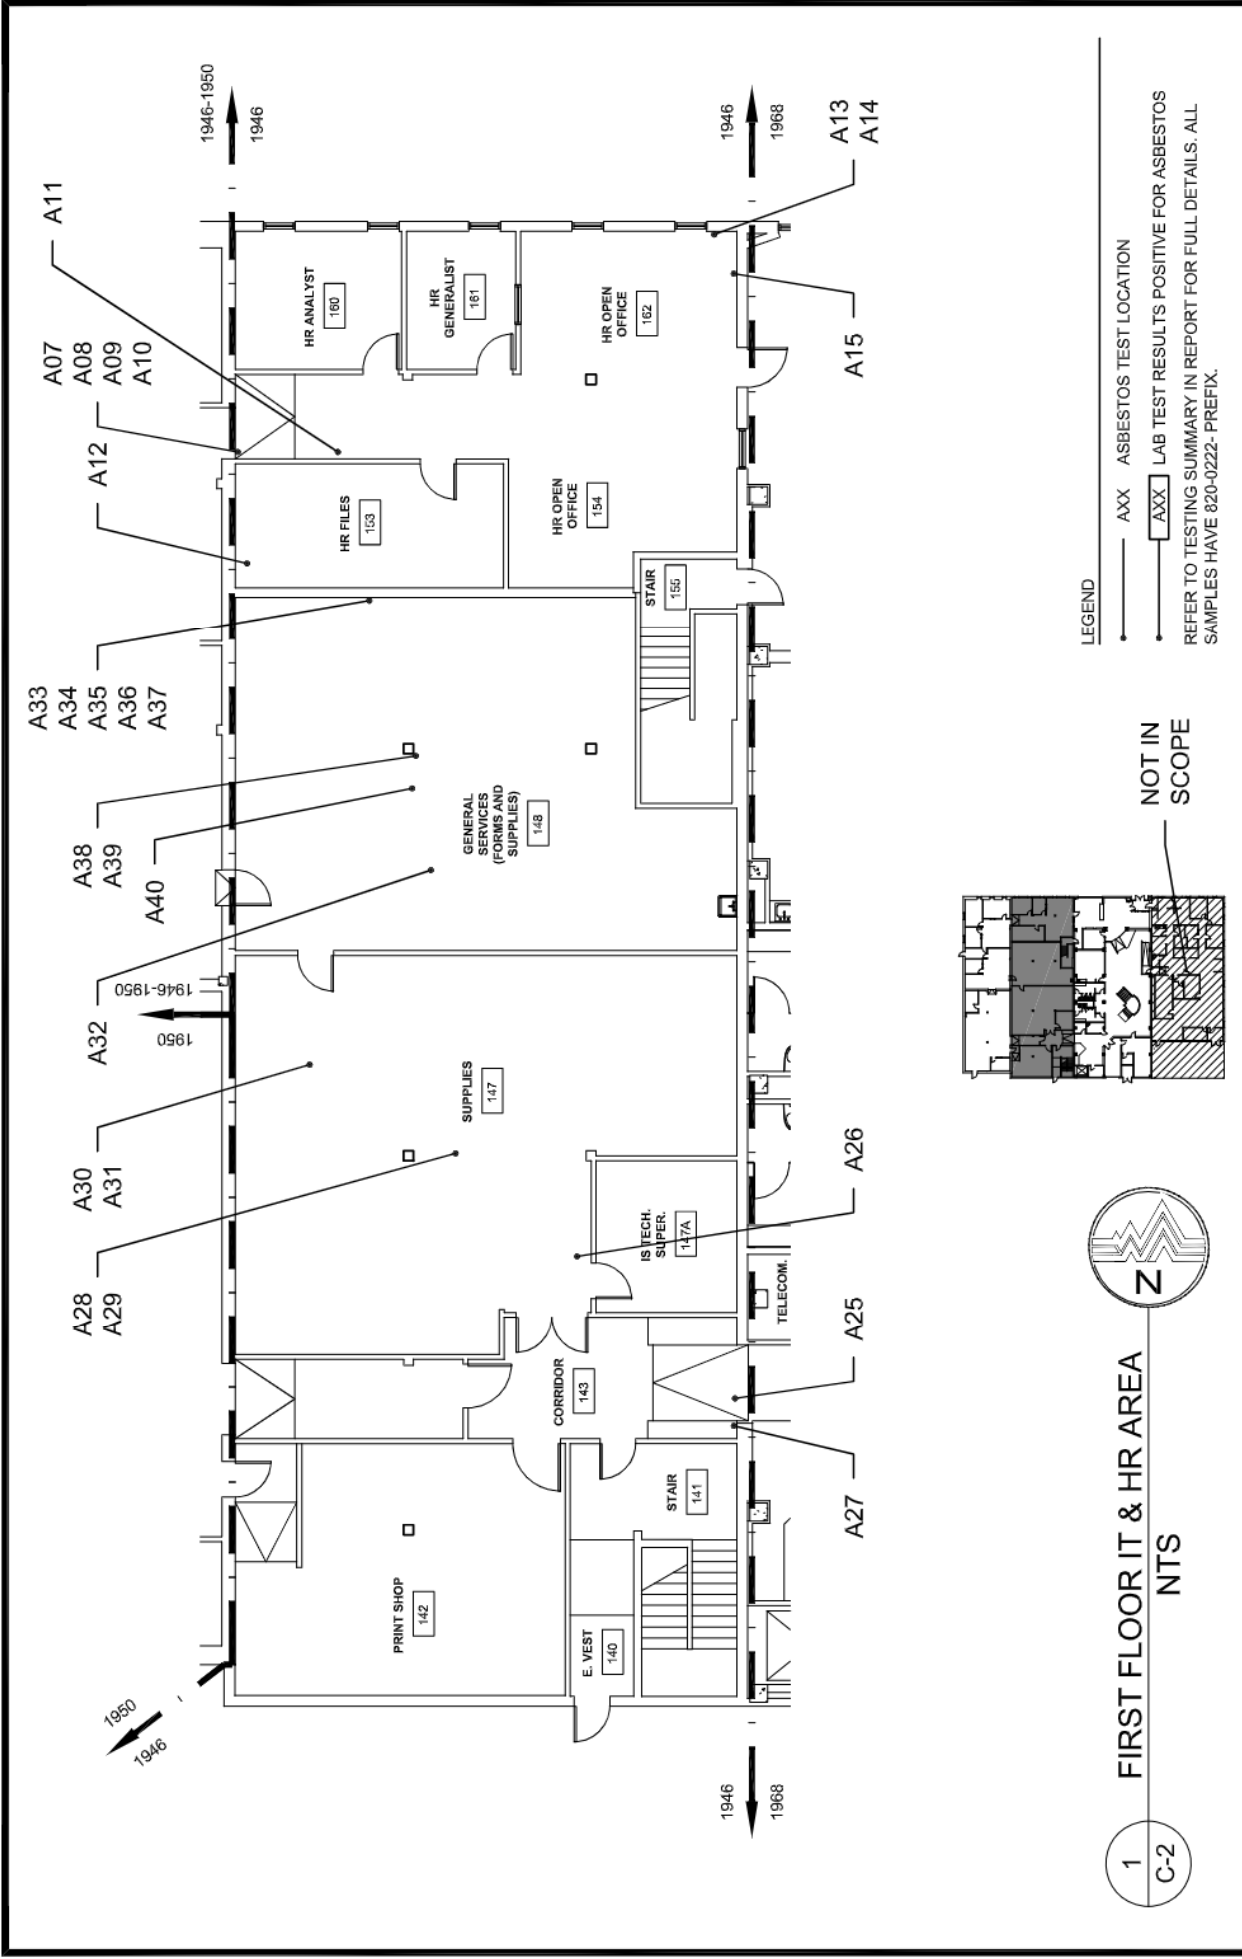 1946-1950
1946
A11
A07
A08
A09
A10
A12
A33
A34
A35
A36
A37
A38
A39
A40
A32
1946-1950
1950
A30
A31
A28
A29
1950
1946
HR ANALYST
160
HR
GENERALIST
161
HR OPEN
OFFICE
162
HR FILES
153
HR OPEN
OFFICE
154
STAIR
155
GENERAL
SERVICES
(FORMS AND
SUPPLIES)
148
SUPPLIES
147
IS TECH.
SUPER.
147A
CORRIDOR
143
TELECOM.
PRINT SHOP
142
STAIR
141
E. VEST
140
1946
1968
A13
A14
A15
A26
A25
A27
1946
1968
LEGEND
AXX ASBESTOS TEST LOCATION
AXX LAB TEST RESULTS POSITIVE FOR ASBESTOS
REFER TO TESTING SUMMARY IN REPORT FOR FULL DETAILS. ALL
SAMPLES HAVE 820-0222- PREFIX.
NOT IN
SCOPE
N
1
C-2
FIRST FLOOR IT & HR AREA
NTS